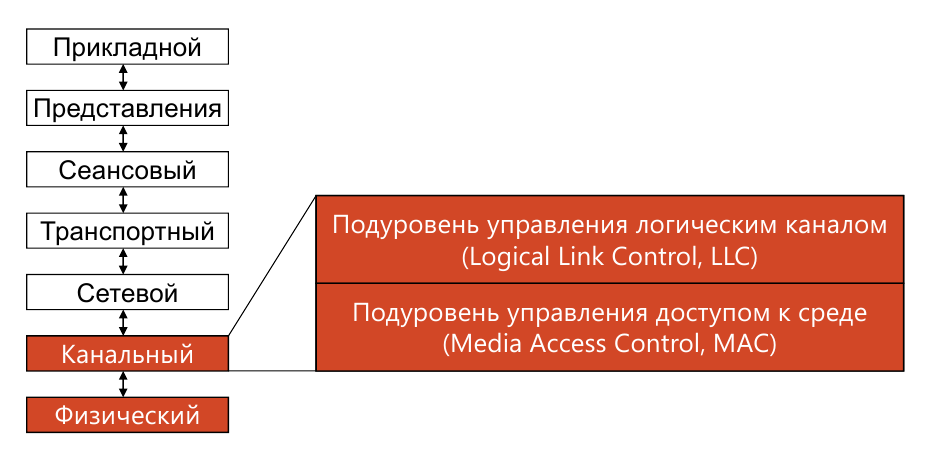 Прикладной
Представления
Сеансовый
Транспортный
Сетевой
Канальный
Физический
Подуровень управления логическим каналом
(Logical Link Control, LLC)
Подуровень управления доступом к среде
(Media Access Control, MAC)